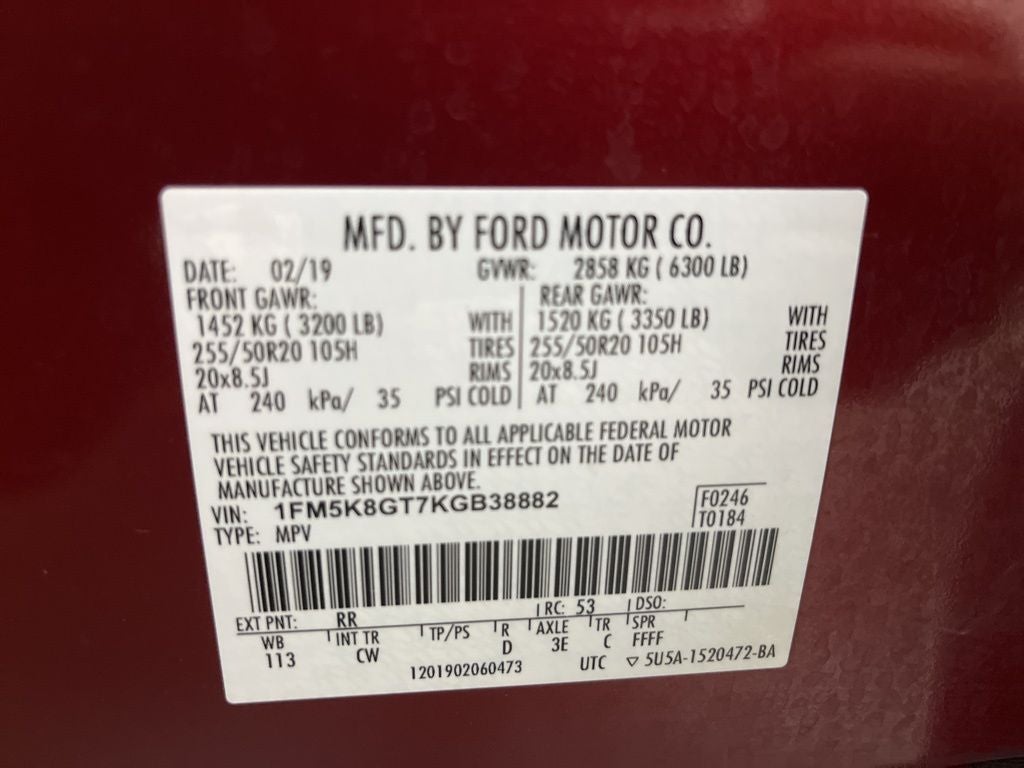 MFD. BY FORD MOTOR CO.
DATE: 02/19 GVWR: 2858 KG ( 6300 LB)
FRONT GAWR: REAR GAWR:
1452 KG ( 3200 LB) WITH 1520 KG ( 3350 LB) WITH
255/50R20 105H TIRES 255/50R20 105H TIRES
20x8.5J RIMS 20x8.5J RIMS
AT 240 kPa/ 35 PSI COLD AT 240 kPa/ 35 PSI COLD
THIS VEHICLE CONFORMS TO ALL APPLICABLE FEDERAL MOTOR
VEHICLE SAFETY STANDARDS IN EFFECT ON THE DATE OF
MANUFACTURE SHOWN ABOVE.
VIN: 1FM5K8GT7KGB38882 F0246
TYPE: MPV T0184
EXT PNT: RR RC: 53 DSO:
WB INT TR TP/PS R AXLE TR SPR
113 CW D 3E C FFFF
1201902060473 UTC ▽ 5U5A-1520472-BA